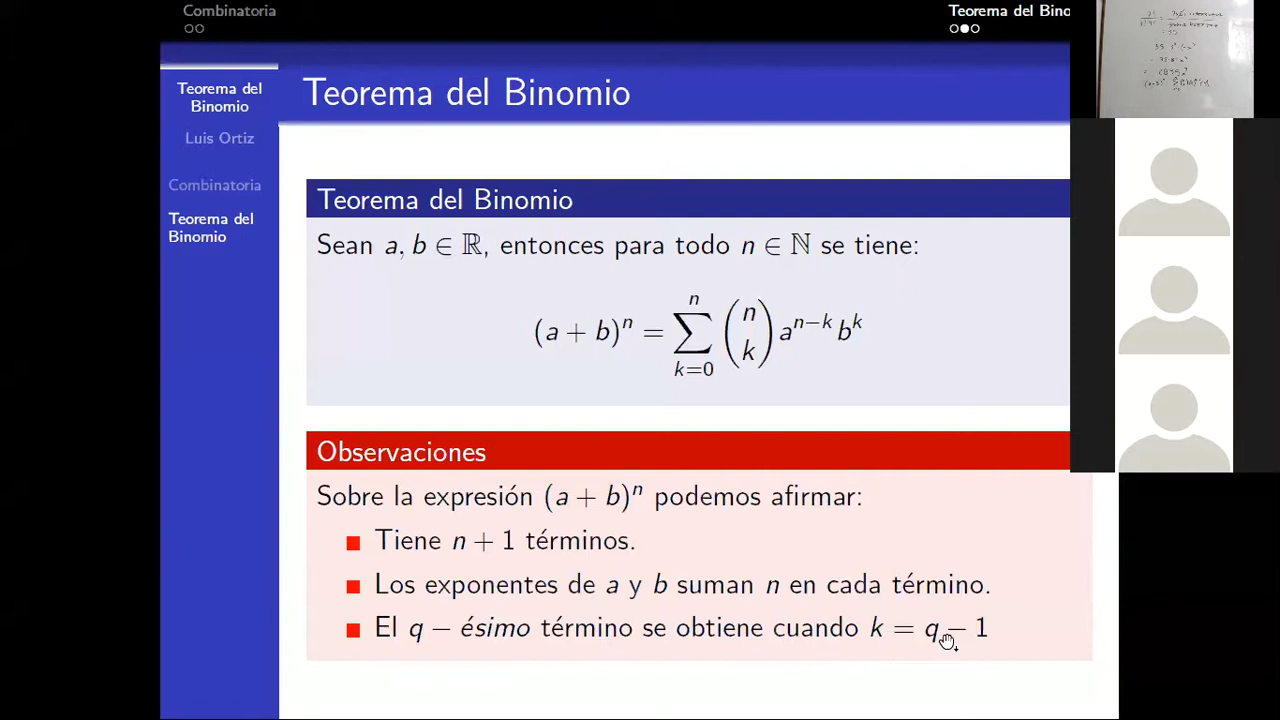 Combinatoria
Teorema del Bino
Teorema del
Binomio
Luis Ortiz
Combinatoria
Teorema del
Binomio
Teorema del Binomio
Teorema del Binomio
Sean a, b ∈ ℝ, entonces para todo n ∈ ℕ se tiene:
(a + b)^n = \sum_{k=0}^{n} \binom{n}{k} a^{n−k} b^k
Observaciones
Sobre la expresión (a + b)^n podemos afirmar:
Tiene n + 1 términos.
Los exponentes de a y b suman n en cada término.
El q − ésimo término se obtiene cuando k = q − 1